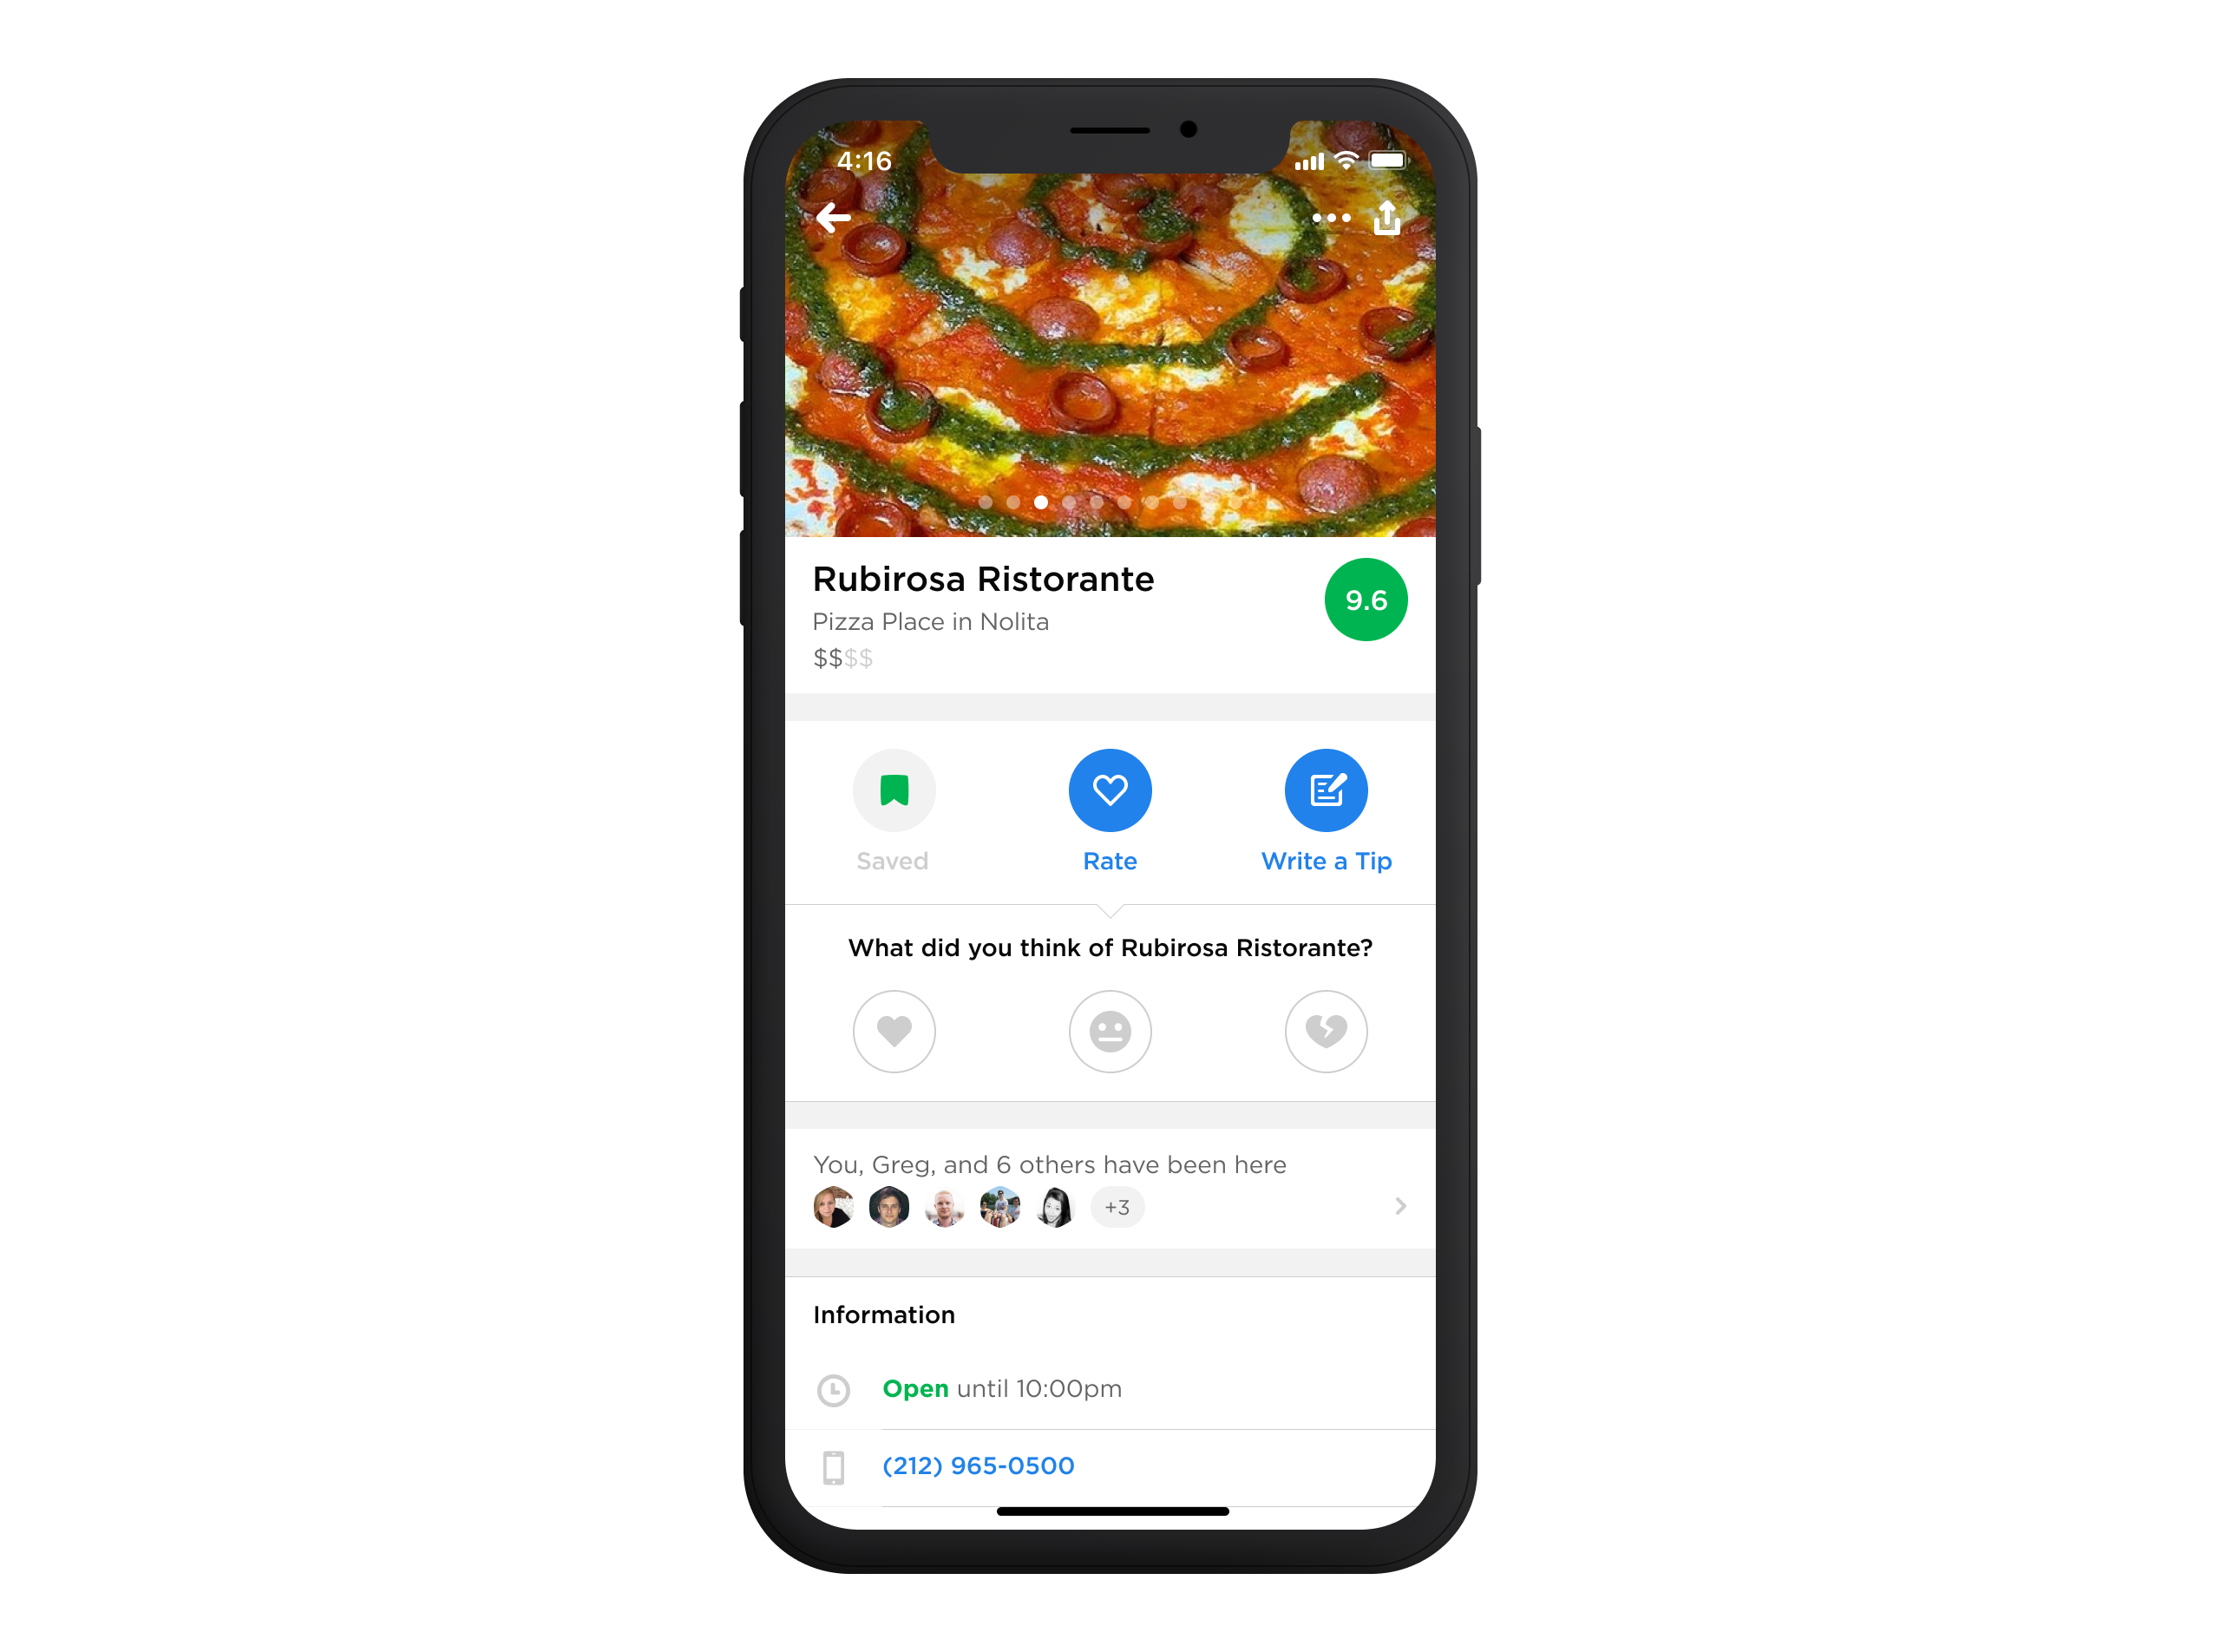 4:16
Rubirosa Ristorante
9.6
Pizza Place in Nolita
$$$$
Saved
Rate
Write a Tip
What did you think of Rubirosa Ristorante?
You, Greg, and 6 others have been here
+3
Information
Open until 10:00pm
(212) 965-0500